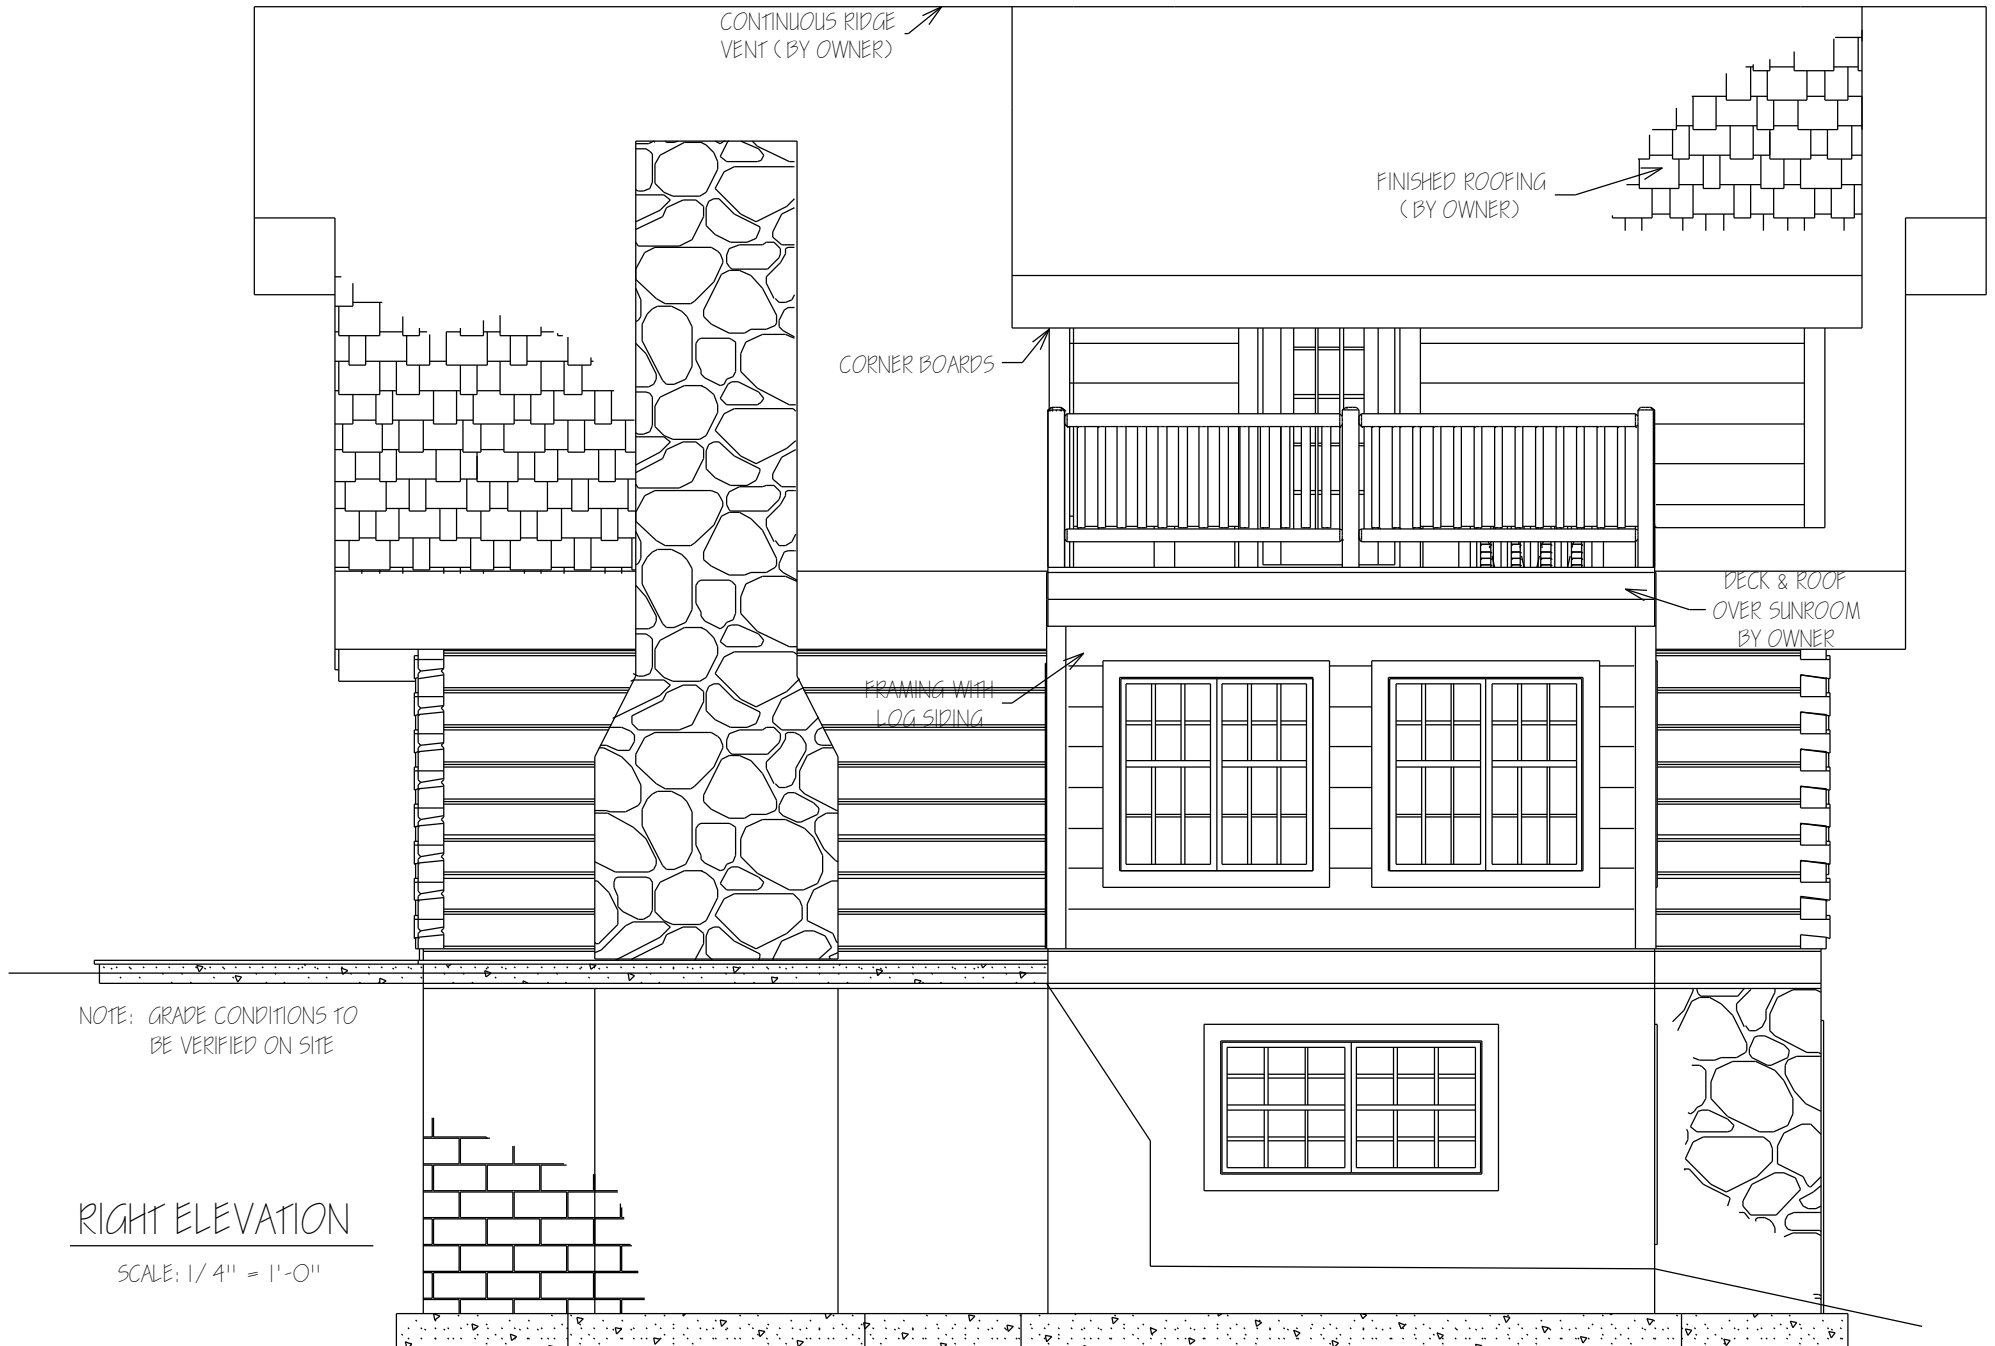 CONTINUOUS RIDGE
VENT (BY OWNER)
FINISHED ROOFING
(BY OWNER)
CORNER BOARDS
DECK & ROOF
OVER SUNROOM
BY OWNER
FRAMING WITH
LOG SIDING
NOTE: GRADE CONDITIONS TO
BE VERIFIED ON SITE
RIGHT ELEVATION
SCALE: 1/4" = 1'-0"